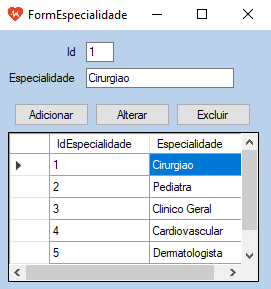 FormEspecialidade
Id 1
Especialidade Cirurgiao
Adicionar Alterar Excluir
IdEspecialidade Especialidade
1 Cirurgiao
2 Pediatra
3 Clinico Geral
4 Cardiovascular
5 Dermatologista